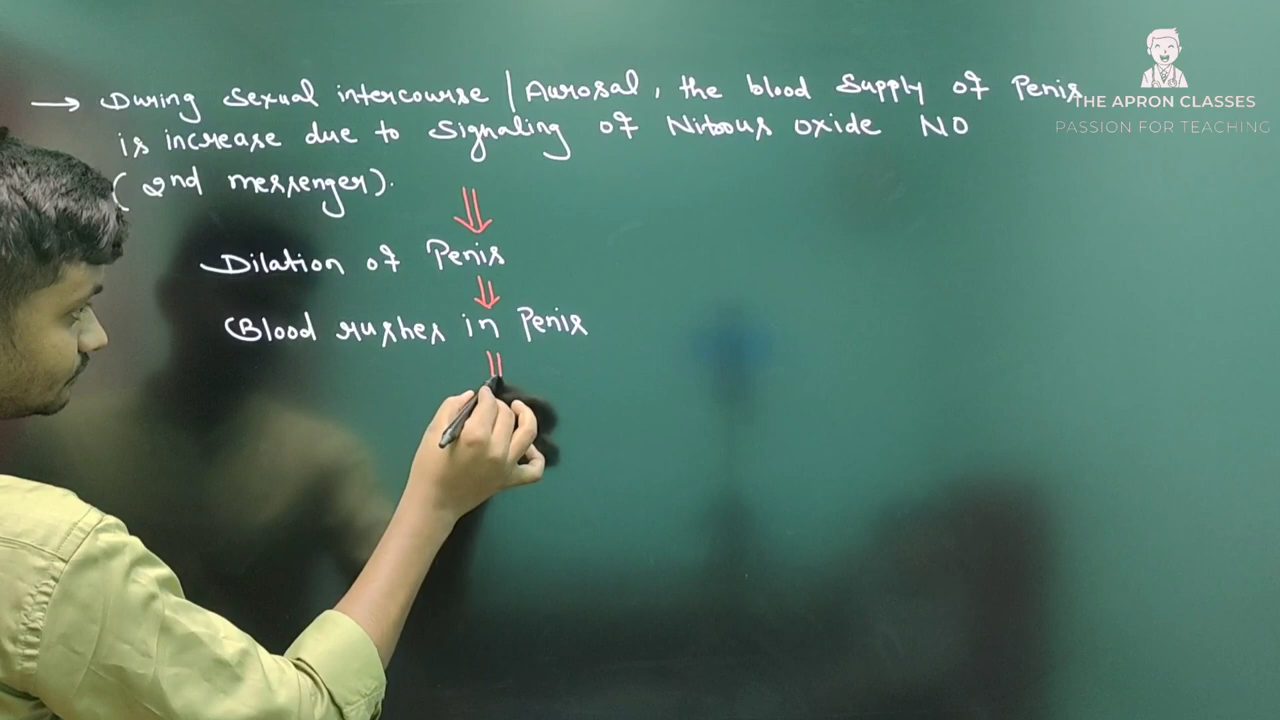 → During Sexual intercourse / Aurosal, the blood Supply of Penis
is increase due to Signaling of Nitous oxide NO
(2nd messenger).
Dilation of Penis
Blood rushes in Penis
THE APRON CLASSES
PASSION FOR TEACHING